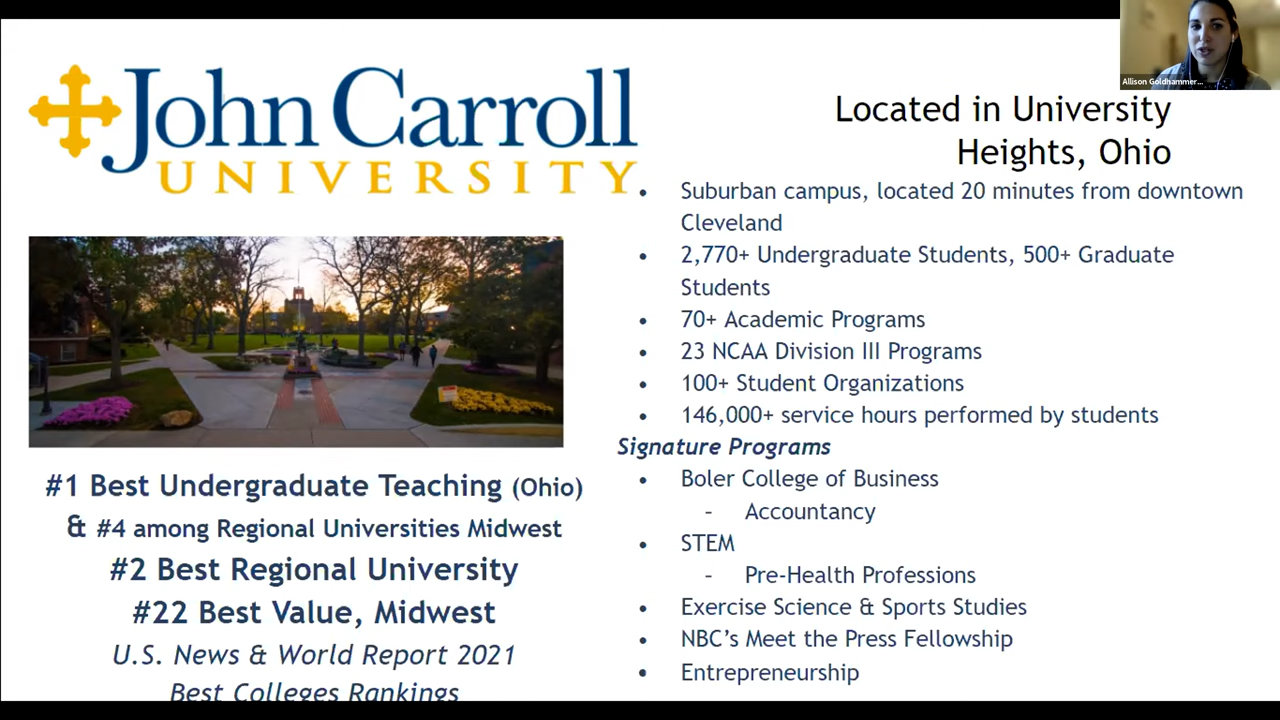 John Carroll
UNIVERSITY
Allison Goldhammer...
Located in University
Heights, Ohio
• Suburban campus, located 20 minutes from downtown
Cleveland
• 2,770+ Undergraduate Students, 500+ Graduate
Students
• 70+ Academic Programs
• 23 NCAA Division III Programs
• 100+ Student Organizations
• 146,000+ service hours performed by students
Signature Programs
• Boler College of Business
- Accountancy
• STEM
- Pre-Health Professions
• Exercise Science & Sports Studies
• NBC's Meet the Press Fellowship
• Entrepreneurship
#1 Best Undergraduate Teaching (Ohio)
& #4 among Regional Universities Midwest
#2 Best Regional University
#22 Best Value, Midwest
U.S. News & World Report 2021
Best Colleges Rankings